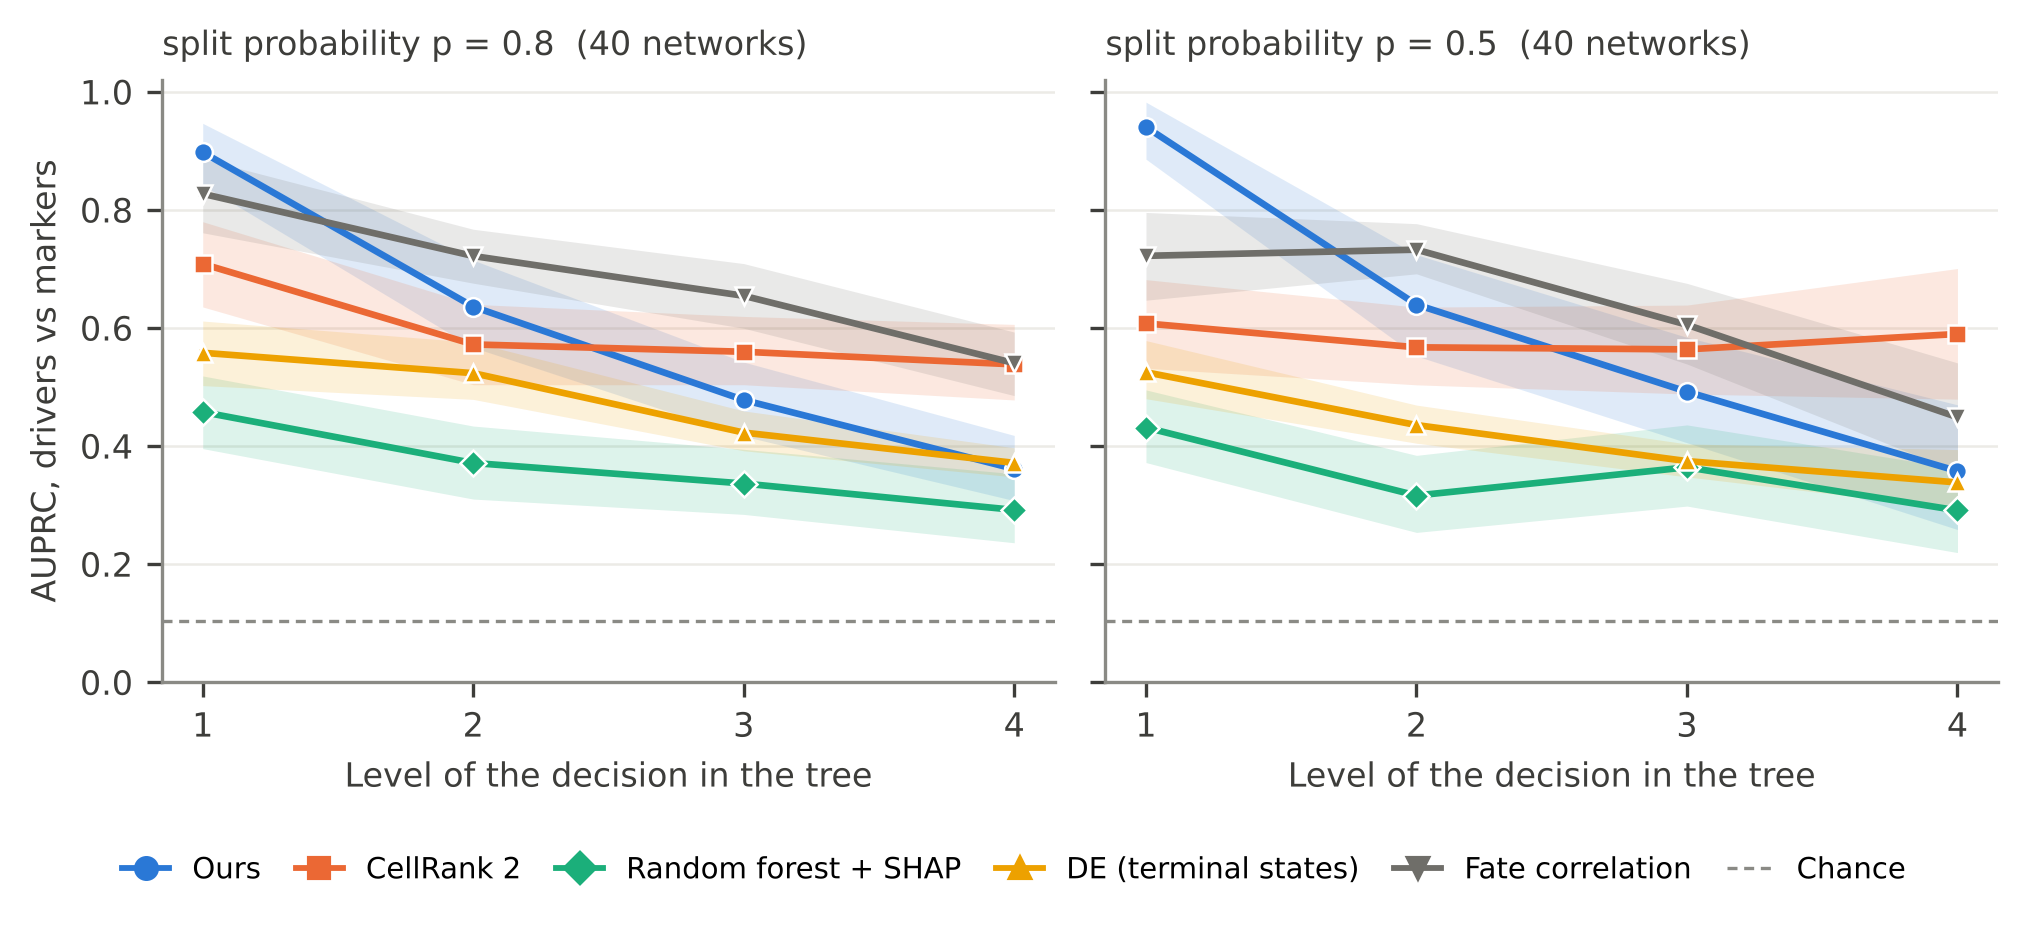 split probability p = 0.8  (40 networks)
split probability p = 0.5  (40 networks)
AUPRC, drivers vs markers
1.0
0.8
0.6
0.4
0.2
0.0
1 2 3 4
1 2 3 4
Level of the decision in the tree
Level of the decision in the tree
Ours CellRank 2 Random forest + SHAP DE (terminal states) Fate correlation Chance